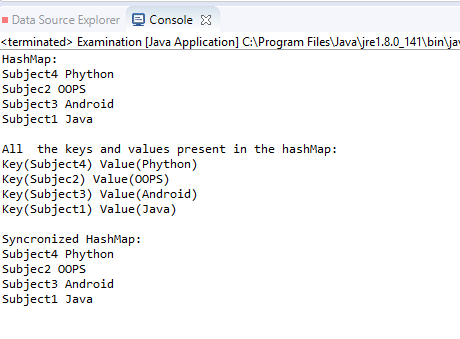 Data Source Explorer Console
<terminated> Examination [Java Application] C:\Program Files\Java\jre1.8.0_141\bin\jav
HashMap:
Subject4 Phython
Subjec2 OOPS
Subject3 Android
Subject1 Java
All  the keys and values present in the hashMap:
Key(Subject4) Value(Phython)
Key(Subjec2) Value(OOPS)
Key(Subject3) Value(Android)
Key(Subject1) Value(Java)
Syncronized HashMap:
Subject4 Phython
Subjec2 OOPS
Subject3 Android
Subject1 Java